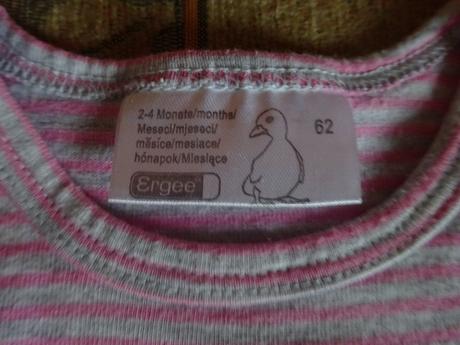 2-4 Monate/months/
Meseci/mjeseci/
měsíce/mesiace/
hónapok/Miesiące
62
Ergee